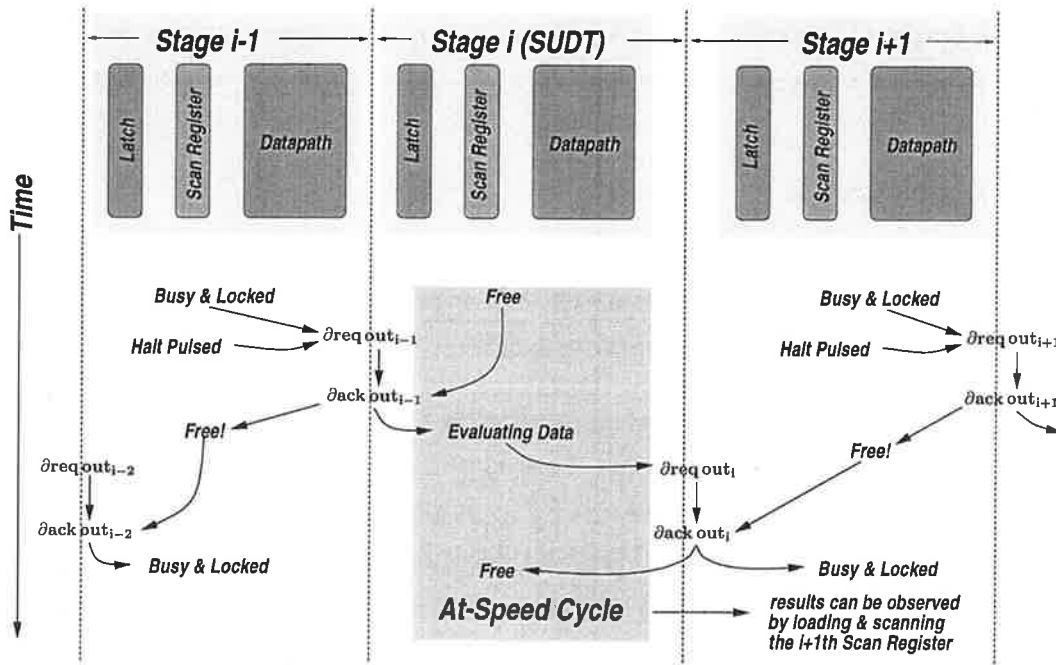 Stage i-1
Stage i (SUDT)
Stage i+1
Latch
Scan Register
Datapath
Latch
Scan Register
Datapath
Latch
Scan Register
Datapath
Time
Busy & Locked
Free
Busy & Locked
Halt Pulsed
∂req out_{i−1}
Halt Pulsed
∂req out_{i+1}
∂ack out_{i−1}
∂ack out_{i+1}
Free!
Evaluating Data
Free!
∂req out_{i−2}
∂req out_i
∂ack out_{i−2}
∂ack out_i
Busy & Locked
Free
Busy & Locked
At-Speed Cycle
results can be observed
by loading & scanning
the i+1th Scan Register